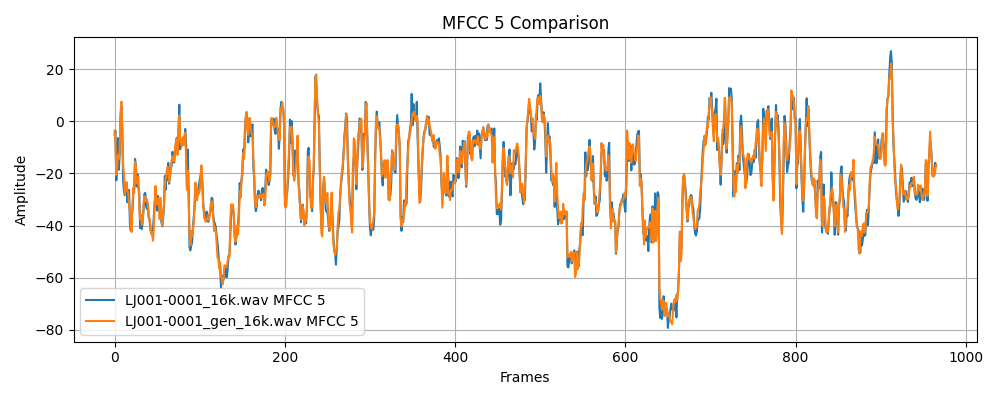 MFCC 5 Comparison
Amplitude
20
0
−20
−40
−60
−80
LJ001-0001_16k.wav MFCC 5
LJ001-0001_gen_16k.wav MFCC 5
0 200 400 600 800 1000
Frames